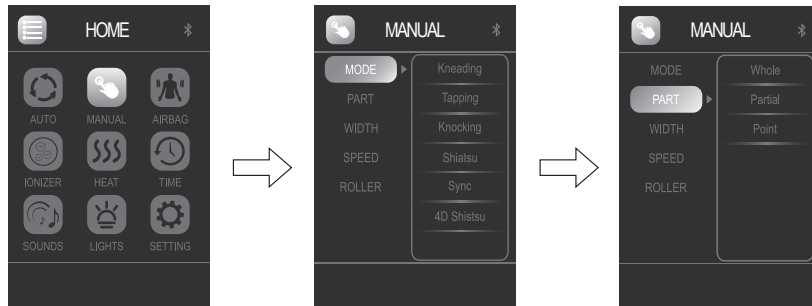 HOME
AUTO MANUAL AIRBAG
IONIZER HEAT TIME
SOUNDS LIGHTS SETTING
MANUAL
MODE
PART
WIDTH
SPEED
ROLLER
Kneading
Tapping
Knocking
Shiatsu
Sync
4D Shistsu
MANUAL
MODE
PART
WIDTH
SPEED
ROLLER
Whole
Partial
Point